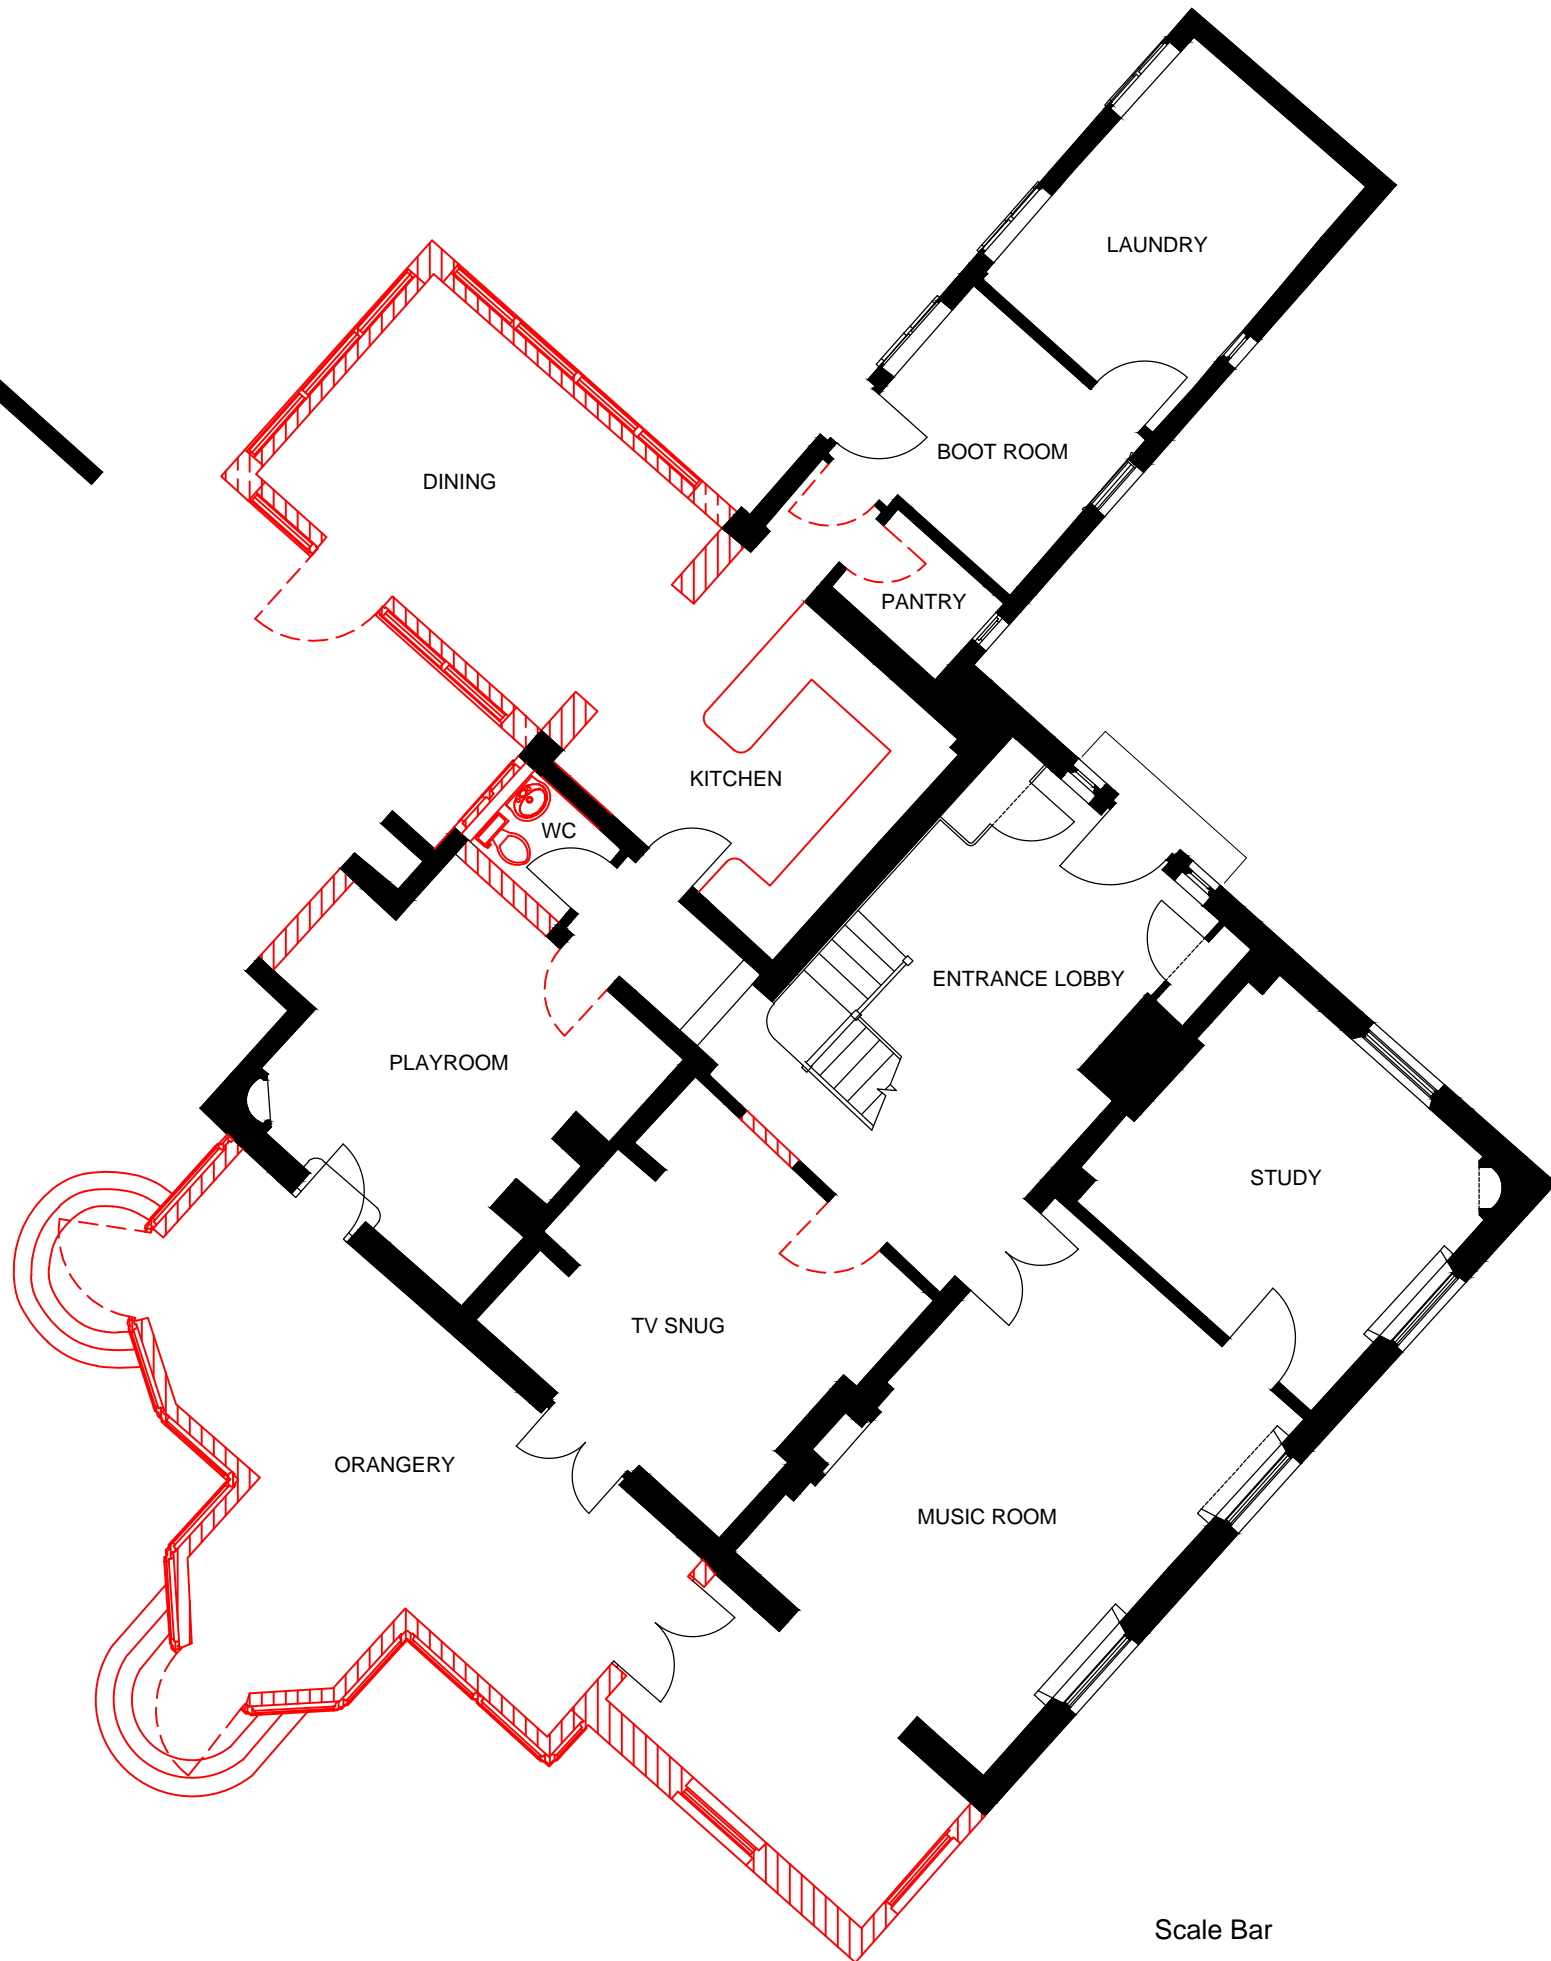 LAUNDRY
BOOT ROOM
DINING
PANTRY
KITCHEN
WC
ENTRANCE LOBBY
PLAYROOM
STUDY
TV SNUG
ORANGERY
MUSIC ROOM
Scale Bar